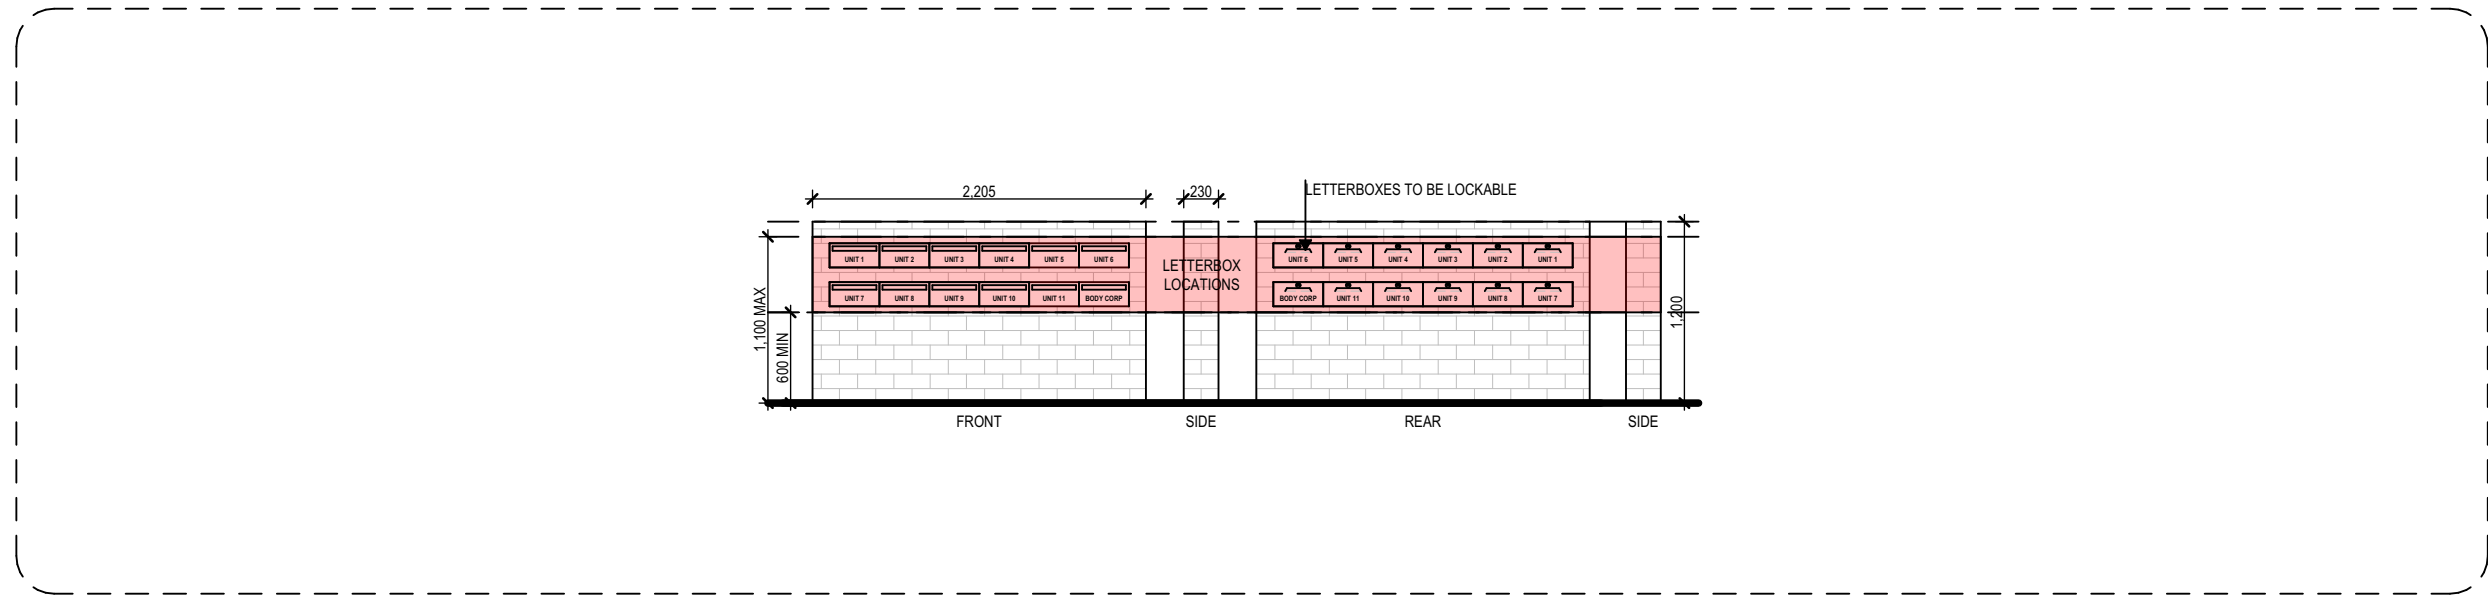 2,205
230
LETTERBOXES TO BE LOCKABLE
UNIT 1 UNIT 2 UNIT 3 UNIT 4 UNIT 5 UNIT 6
UNIT 7 UNIT 8 UNIT 9 UNIT 10 UNIT 11 BODY CORP
LETTERBOX
LOCATIONS
UNIT 6 UNIT 5 UNIT 4 UNIT 3 UNIT 2 UNIT 1
BODY CORP UNIT 11 UNIT 10 UNIT 9 UNIT 8 UNIT 7
1,100 MAX
600 MIN
1,200
FRONT SIDE REAR SIDE